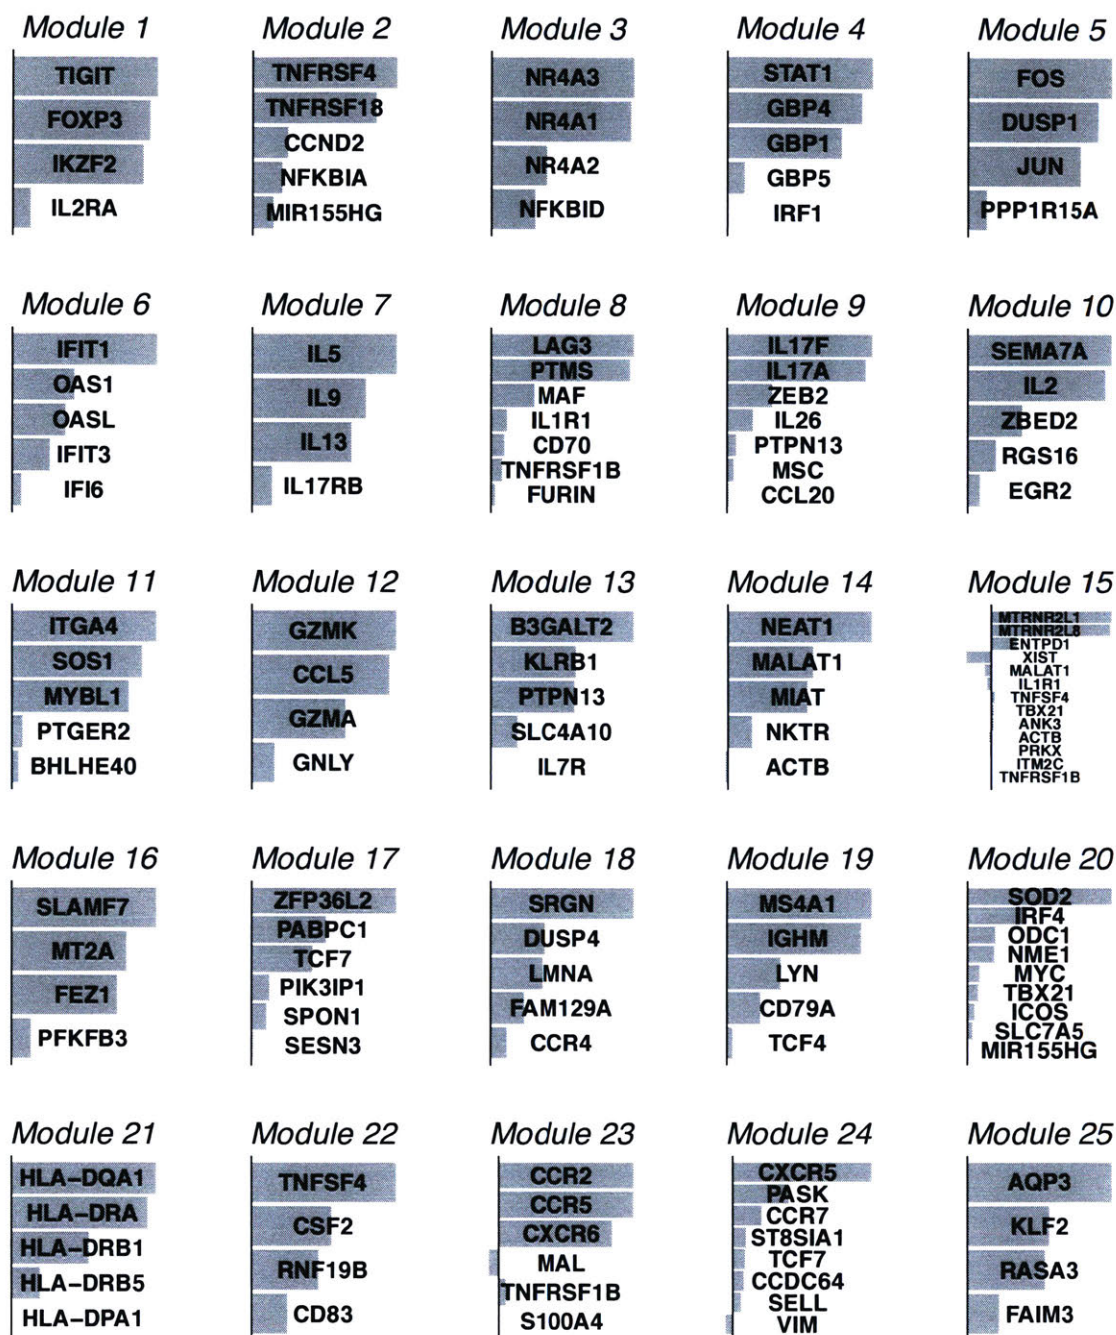 Module 1
TIGIT
FOXP3
IKZF2
IL2RA
Module 2
TNFRSF4
TNFRSF18
CCND2
NFKBIA
MIR155HG
Module 3
NR4A3
NR4A1
NR4A2
NFKBID
Module 4
STAT1
GBP4
GBP1
GBP5
IRF1
Module 5
FOS
DUSP1
JUN
PPP1R15A
Module 6
IFIT1
OAS1
OASL
IFIT3
IFI6
Module 7
IL5
IL9
IL13
IL17RB
Module 8
LAG3
PTMS
MAF
IL1R1
CD70
TNFRSF1B
FURIN
Module 9
IL17F
IL17A
ZEB2
IL26
PTPN13
MSC
CCL20
Module 10
SEMA7A
IL2
ZBED2
RGS16
EGR2
Module 11
ITGA4
SOS1
MYBL1
PTGER2
BHLHE40
Module 12
GZMK
CCL5
GZMA
GNLY
Module 13
B3GALT2
KLRB1
PTPN13
SLC4A10
IL7R
Module 14
NEAT1
MALAT1
MIAT
NKTR
ACTB
Module 15
MTRNR2L1
MTRNR2L8
ENTPD1
XIST
MALAT1
IL1R1
TNFSF4
TBX21
ANK3
ACTB
PRKX
ITM2C
TNFRSF1B
Module 16
SLAMF7
MT2A
FEZ1
PFKFB3
Module 17
ZFP36L2
PABPC1
TCF7
PIK3IP1
SPON1
SESN3
Module 18
SRGN
DUSP4
LMNA
FAM129A
CCR4
Module 19
MS4A1
IGHM
LYN
CD79A
TCF4
Module 20
SOD2
IRF4
ODC1
NME1
MYC
TBX21
ICOS
SLC7A5
MIR155HG
Module 21
HLA−DQA1
HLA−DRA
HLA−DRB1
HLA−DRB5
HLA−DPA1
Module 22
TNFSF4
CSF2
RNF19B
CD83
Module 23
CCR2
CCR5
CXCR6
MAL
TNFRSF1B
S100A4
Module 24
CXCR5
PASK
CCR7
ST8SIA1
TCF7
CCDC64
SELL
VIM
Module 25
AQP3
KLF2
RASA3
FAIM3